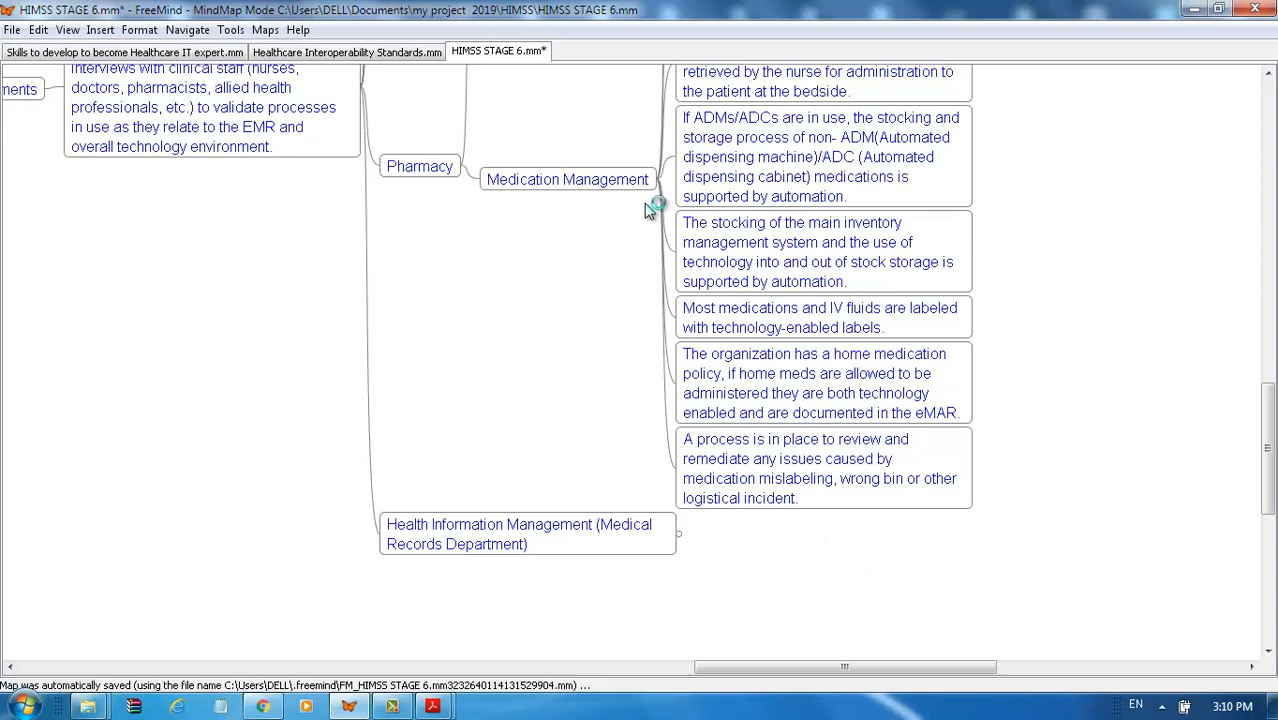 HIMSS STAGE 6.mm* - FreeMind - MindMap Mode C:\Users\DELL\Documents\my project  2019\HIMSS\HIMSS STAGE 6.mm
File Edit View Insert Format Navigate Tools Maps Help
Skills to develop to become Healthcare IT expert.mm
Healthcare Interoperability Standards.mm
HIMSS STAGE 6.mm*
nents
interviews with clinical staff (nurses,
doctors, pharmacists, allied health
professionals, etc.) to validate processes
in use as they relate to the EMR and
overall technology environment.
Pharmacy
Medication Management
retrieved by the nurse for administration to
the patient at the bedside.
If ADMs/ADCs are in use, the stocking and
storage process of non- ADM(Automated
dispensing machine)/ADC (Automated
dispensing cabinet) medications is
supported by automation.
The stocking of the main inventory
management system and the use of
technology into and out of stock storage is
supported by automation.
Most medications and IV fluids are labeled
with technology-enabled labels.
The organization has a home medication
policy, if home meds are allowed to be
administered they are both technology
enabled and are documented in the eMAR.
A process is in place to review and
remediate any issues caused by
medication mislabeling, wrong bin or other
logistical incident.
Health Information Management (Medical
Records Department)
Map was automatically saved (using the file name C:\Users\DELL\.freemind\FM_HIMSS STAGE 6.mm3232640114131529904.mm) ...
EN
3:10 PM